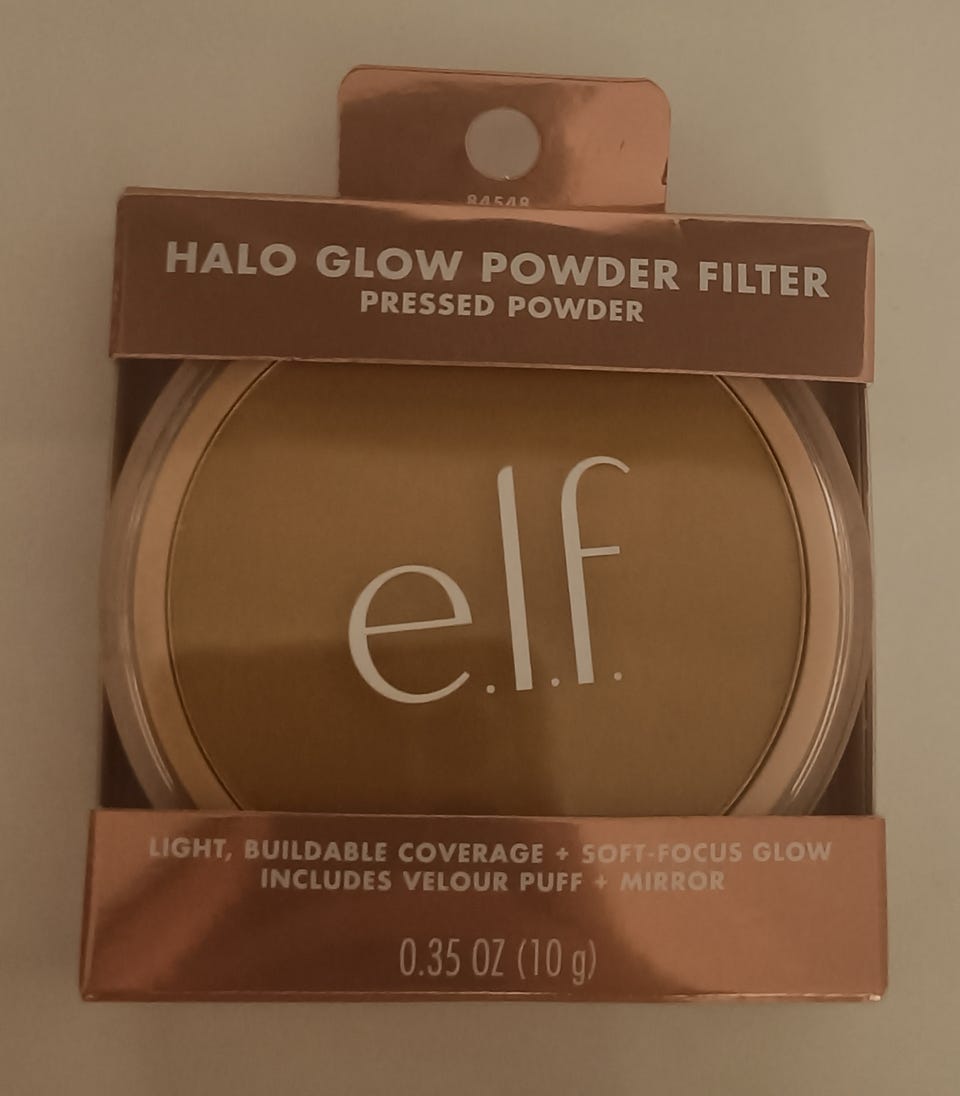 84548
HALO GLOW POWDER FILTER
PRESSED POWDER
e.l.f.
LIGHT, BUILDABLE COVERAGE + SOFT-FOCUS GLOW
INCLUDES VELOUR PUFF + MIRROR
0.35 OZ (10 g)